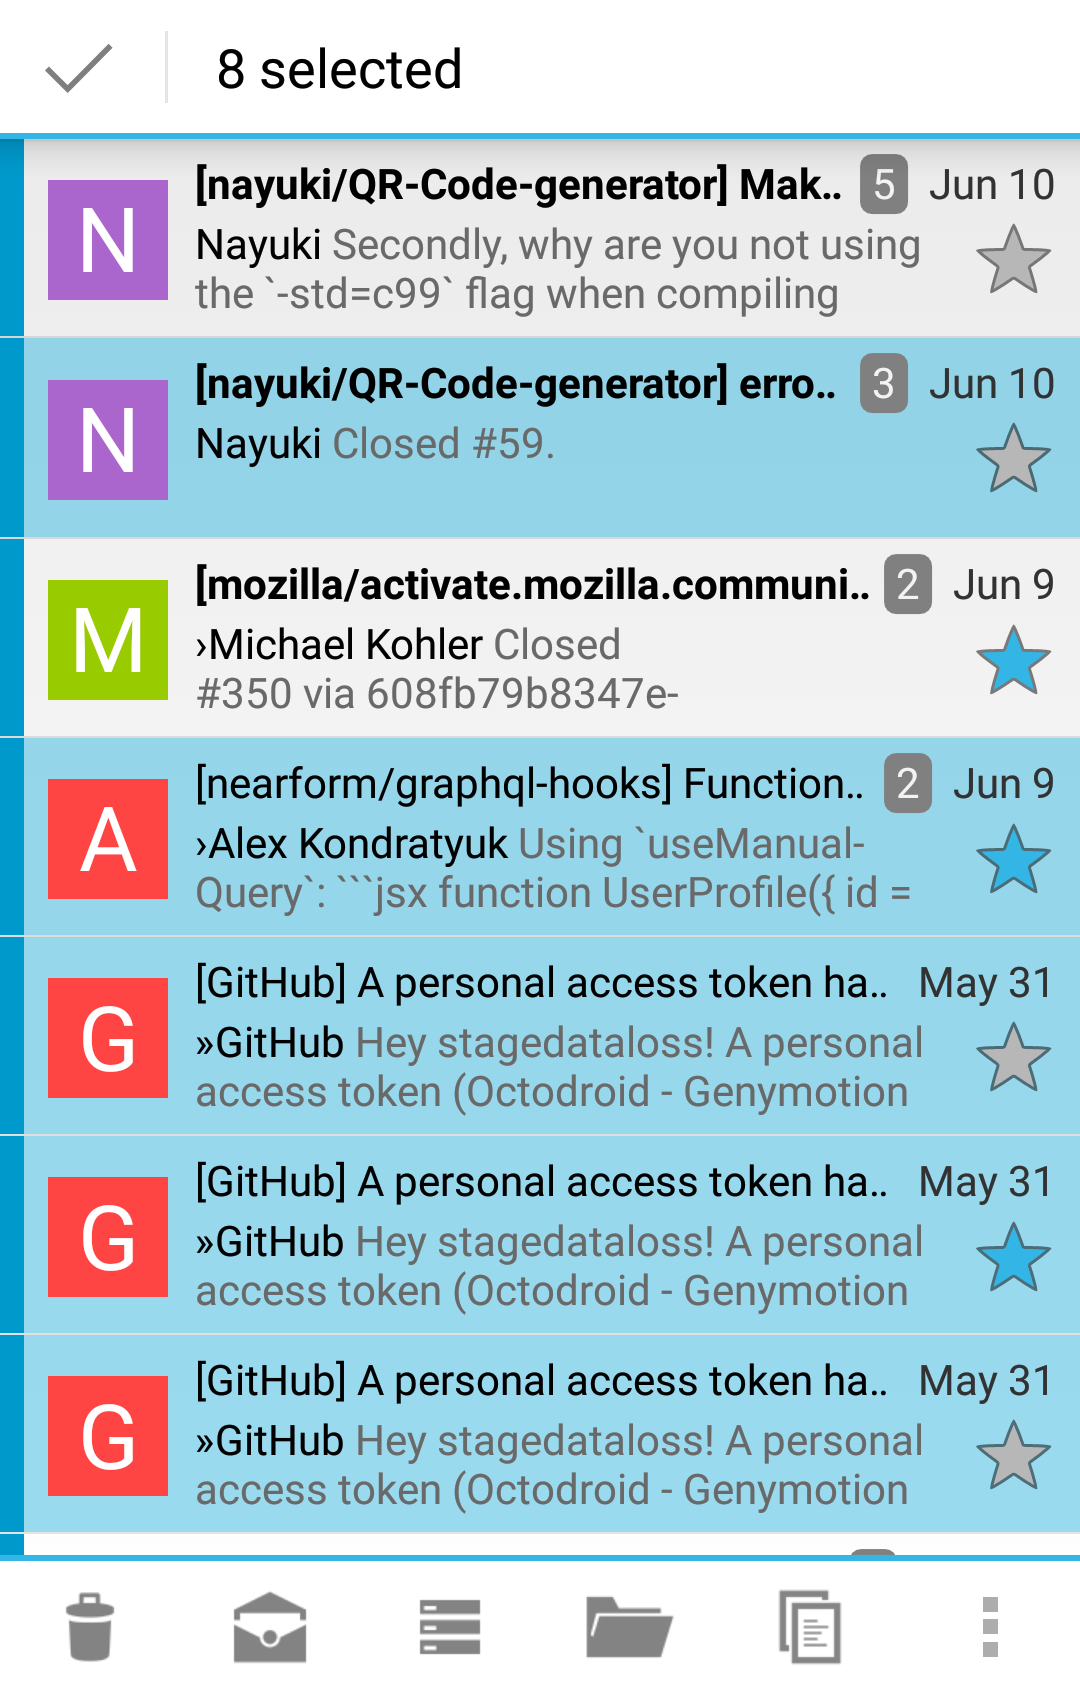 8 selected
[nayuki/QR-Code-generator] Mak.. 5 Jun 10
N
Nayuki Secondly, why are you not using
the `-std=c99` flag when compiling
[nayuki/QR-Code-generator] erro.. 3 Jun 10
N
Nayuki Closed #59.
[mozilla/activate.mozilla.communi.. 2 Jun 9
M
›Michael Kohler Closed
#350 via 608fb79b8347e-
[nearform/graphql-hooks] Function.. 2 Jun 9
A
›Alex Kondratyuk Using `useManual-
Query`: ```jsx function UserProfile({ id =
[GitHub] A personal access token ha.. May 31
G
»GitHub Hey stagedataloss! A personal
access token (Octodroid - Genymotion
[GitHub] A personal access token ha.. May 31
G
»GitHub Hey stagedataloss! A personal
access token (Octodroid - Genymotion
[GitHub] A personal access token ha.. May 31
G
»GitHub Hey stagedataloss! A personal
access token (Octodroid - Genymotion